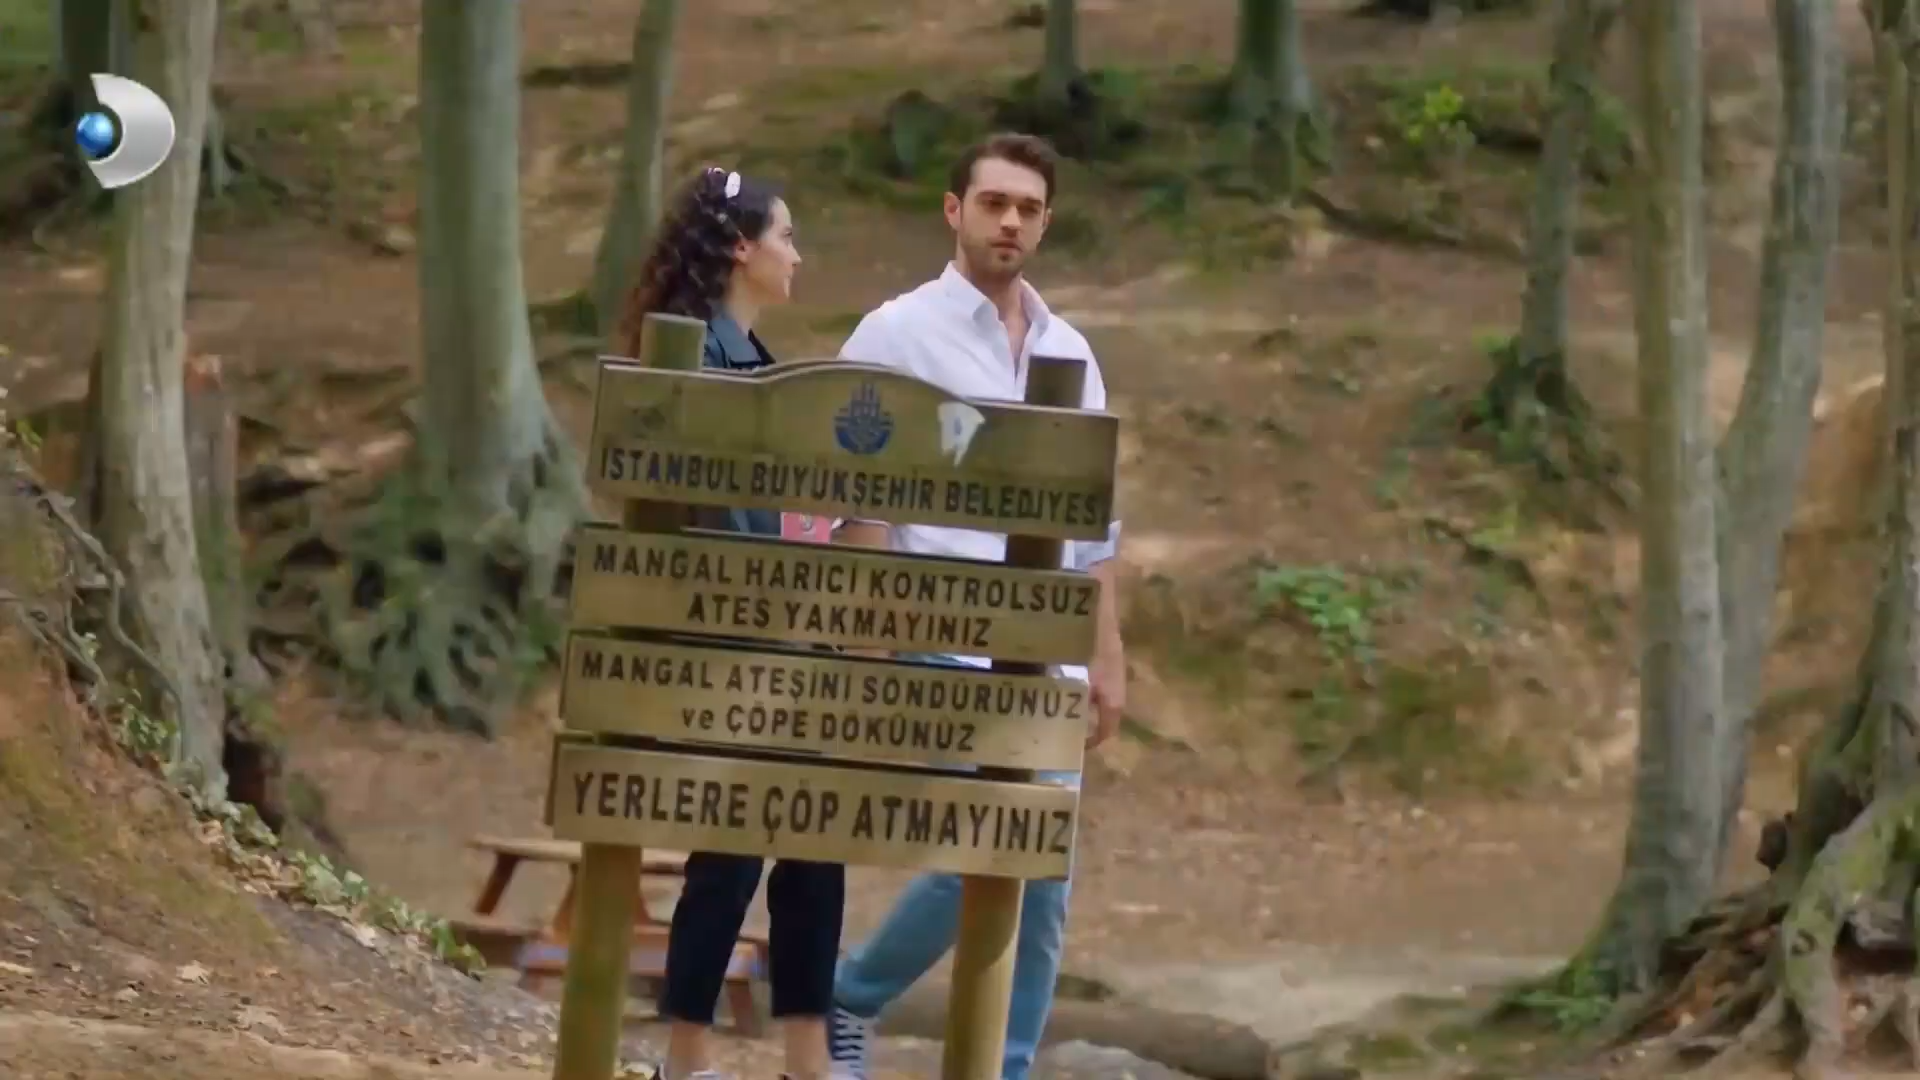 İSTANBUL BÜYÜKŞEHİR BELEDİYESİ
MANGAL HARİCİ KONTROLSUZ
ATEŞ YAKMAYINIZ
MANGAL ATEŞİNİ SÖNDÜRÜNÜZ
ve ÇÖPE DÖKÜNÜZ
YERLERE ÇÖP ATMAYINIZ